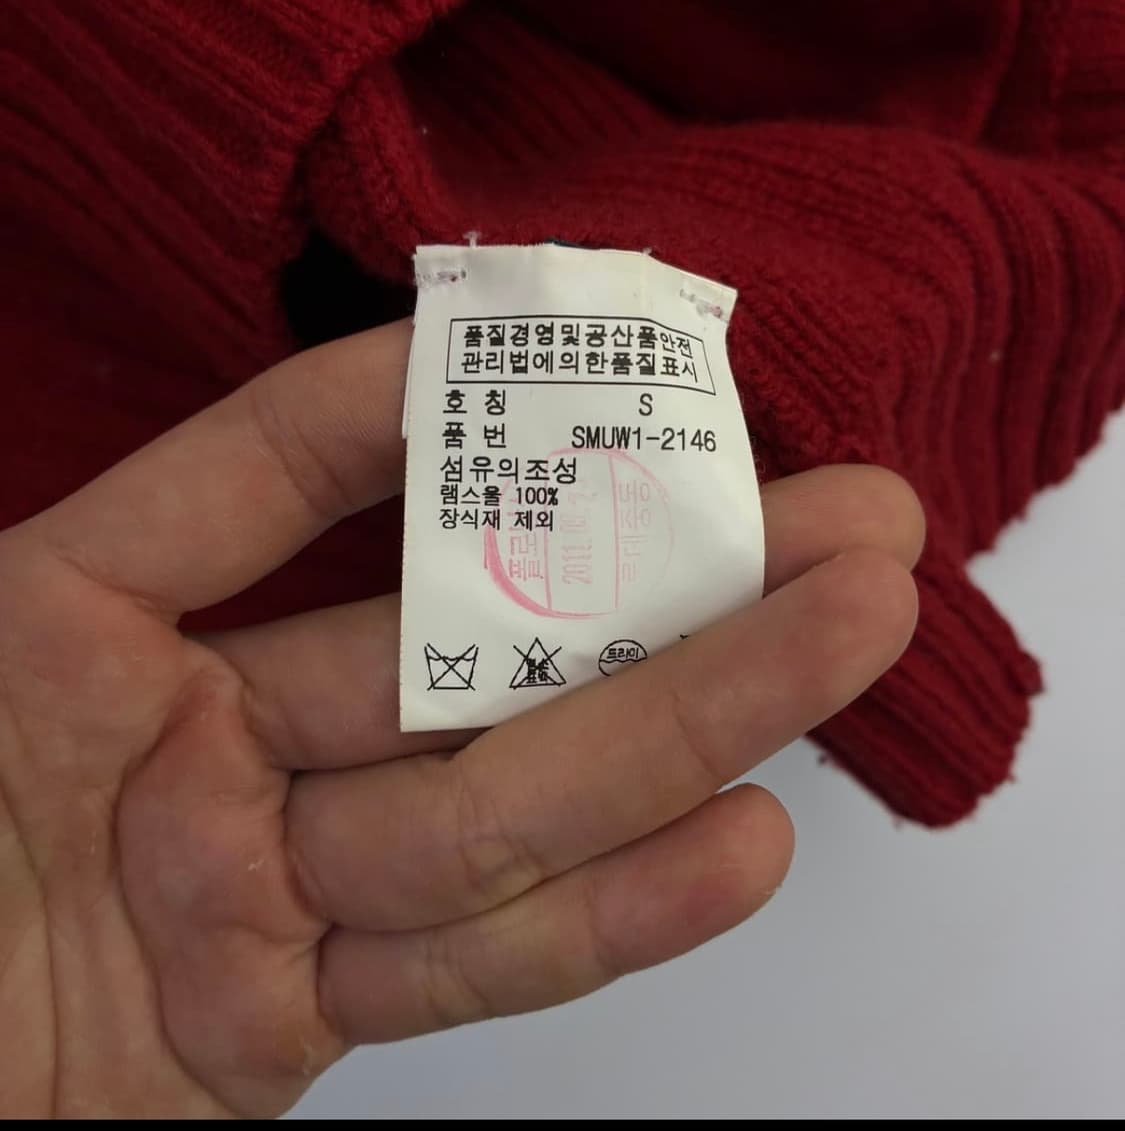 품질경영및공산품안전
관리법에의한품질표시
호 칭 S
품 번 SMUW1-2146
섬유의조성
램스울 100%
장식재 제외
드라이